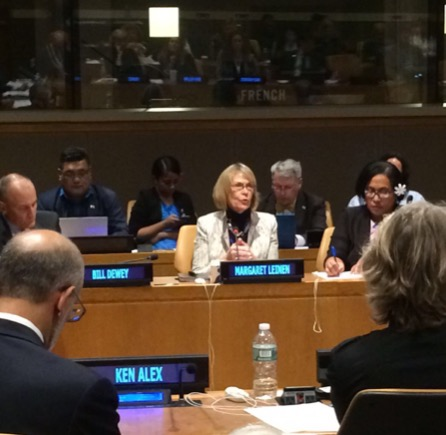 FRENCH
BILL DEWEY
MARGARET LEINEN
KEN ALEX